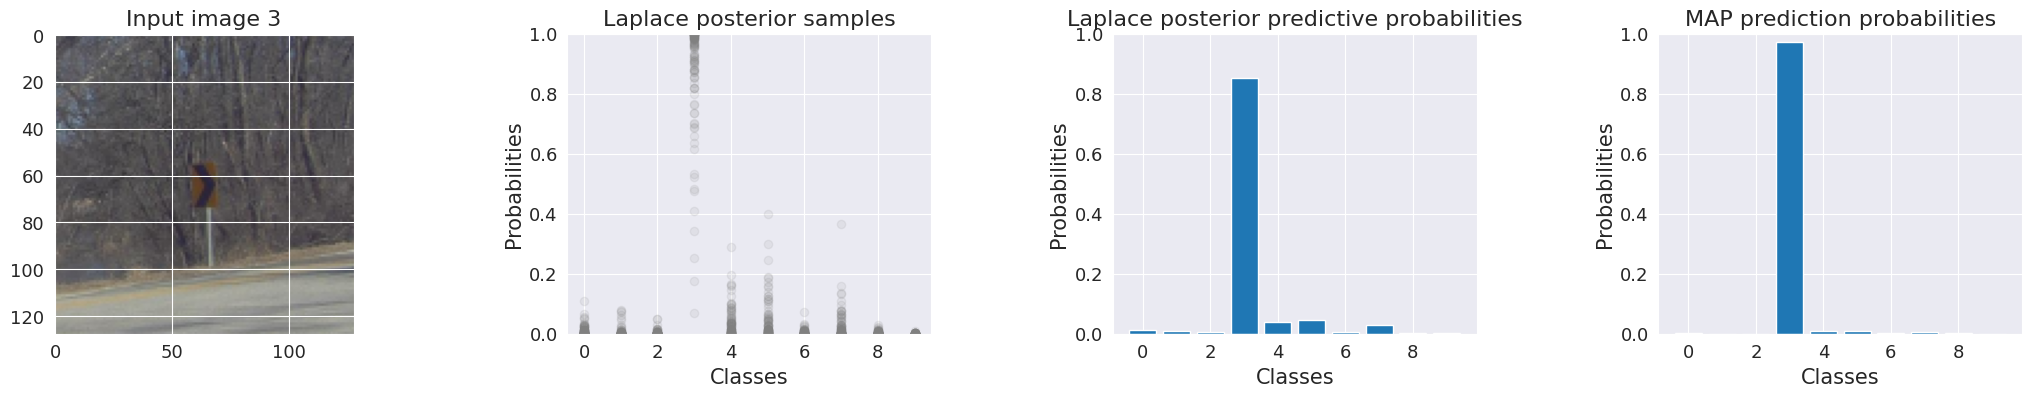 Input image 3
0
20
40
60
80
100
120
0 50 100
Laplace posterior samples
1.0
0.8
0.6
0.4
0.2
0.0
Probabilities
0 2 4 6 8
Classes
Laplace posterior predictive probabilities
1.0
0.8
0.6
0.4
0.2
0.0
Probabilities
0 2 4 6 8
Classes
MAP prediction probabilities
1.0
0.8
0.6
0.4
0.2
0.0
Probabilities
0 2 4 6 8
Classes